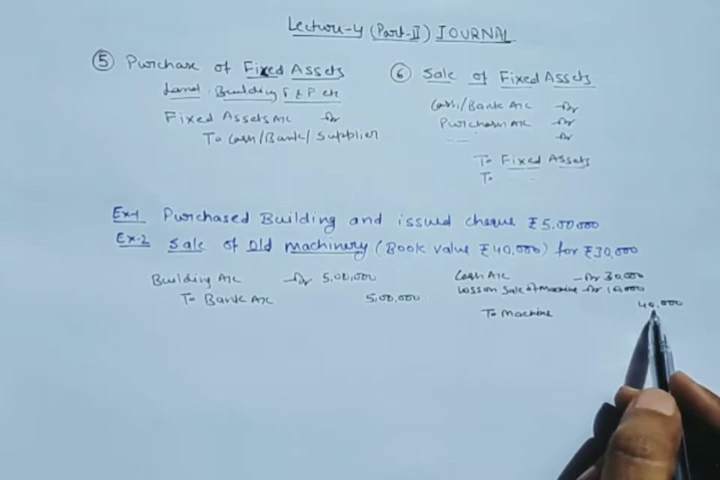 Lecture-4 (Part-II) JOURNAL
⑤ Purchase of Fixed Assets
Land Building F & F etc
Fixed Assets A/c Dr
To Cash/Bank/Supplier
⑥ Sale of Fixed Assets
Cash/Bank A/c Dr
Purchaser A/c Dr
Dr
To Fixed Assets
To
Ex-1 Purchased Building and issued cheque ₹5,00,000
Ex-2 Sale of Old machinery (Book value ₹40,000) for ₹30,000
Building A/c Dr 5,00,000
To Bank A/c 5,00,000
Cash A/c Dr 30,000
Loss on Sale of Machine Dr 10,000
To Machine 40,000